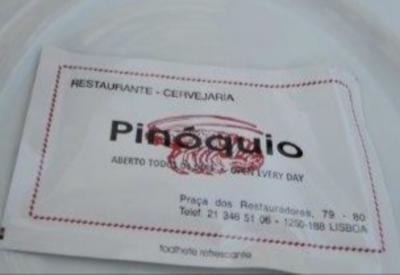 RESTAURANTE - CERVEJARIA
Pinóquio
ABERTO TODOS OS DIAS - OPEN EVERY DAY
Praça dos Restauradores, 79 - 80
Telef. 21 346 51 06 - 1250-188 LISBOA
toalhete refrescante